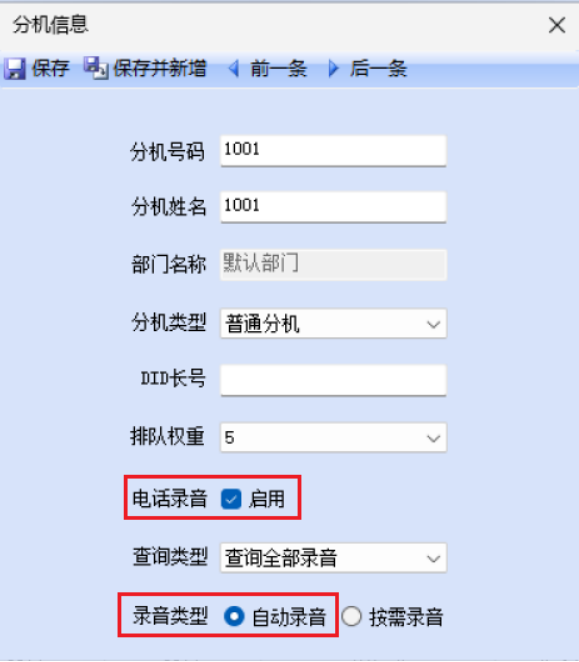 分机信息
保存 保存并新增 前一条 后一条
分机号码 1001
分机姓名 1001
部门名称 默认部门
分机类型 普通分机
DID长号
排队权重 5
电话录音 启用
查询类型 查询全部录音
录音类型 自动录音 按需录音